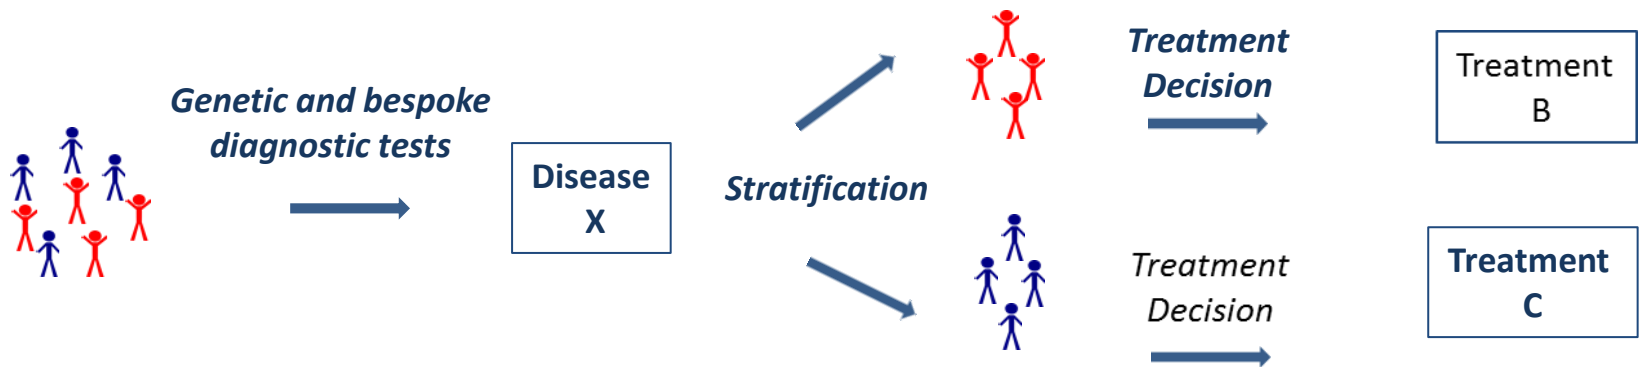 Genetic and bespoke
diagnostic tests
Disease
X
Stratification
Treatment
Decision
Treatment
B
Treatment
Decision
Treatment
C